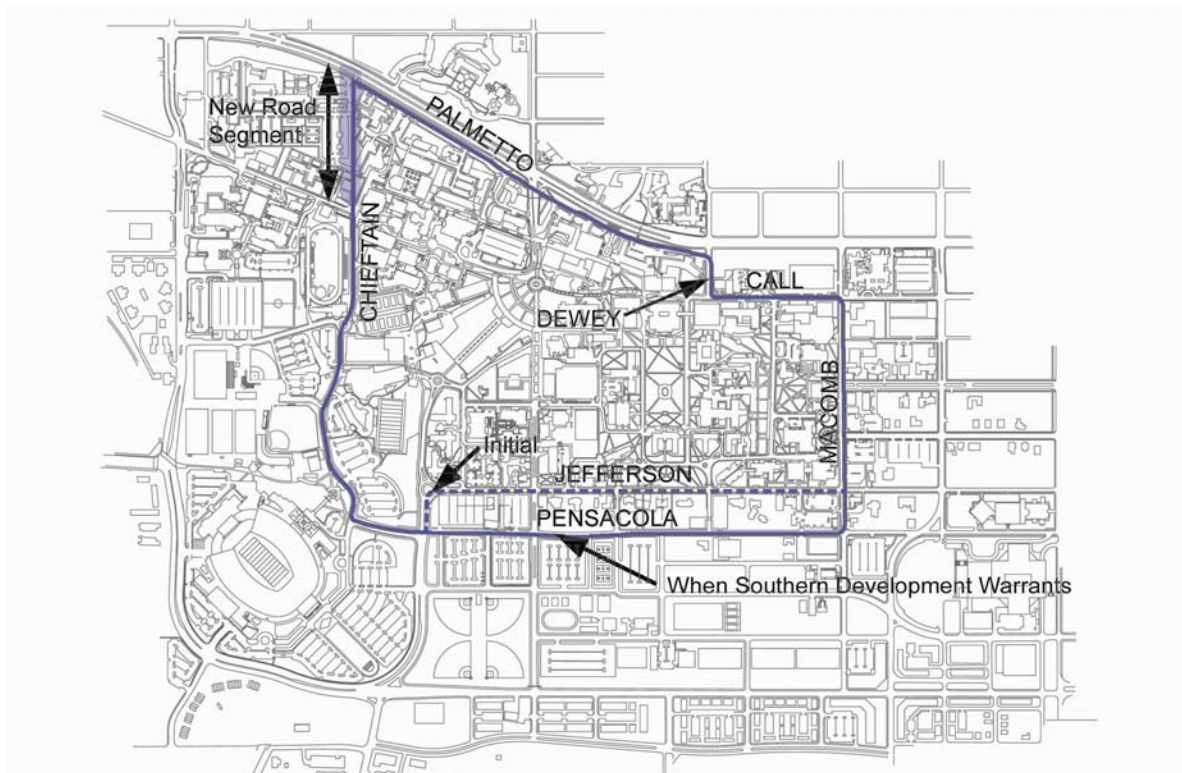 New Road
Segment
PALMETTO
CHIEFTAIN
CALL
DEWEY
MACOMB
Initial
JEFFERSON
PENSACOLA
When Southern Development Warrants